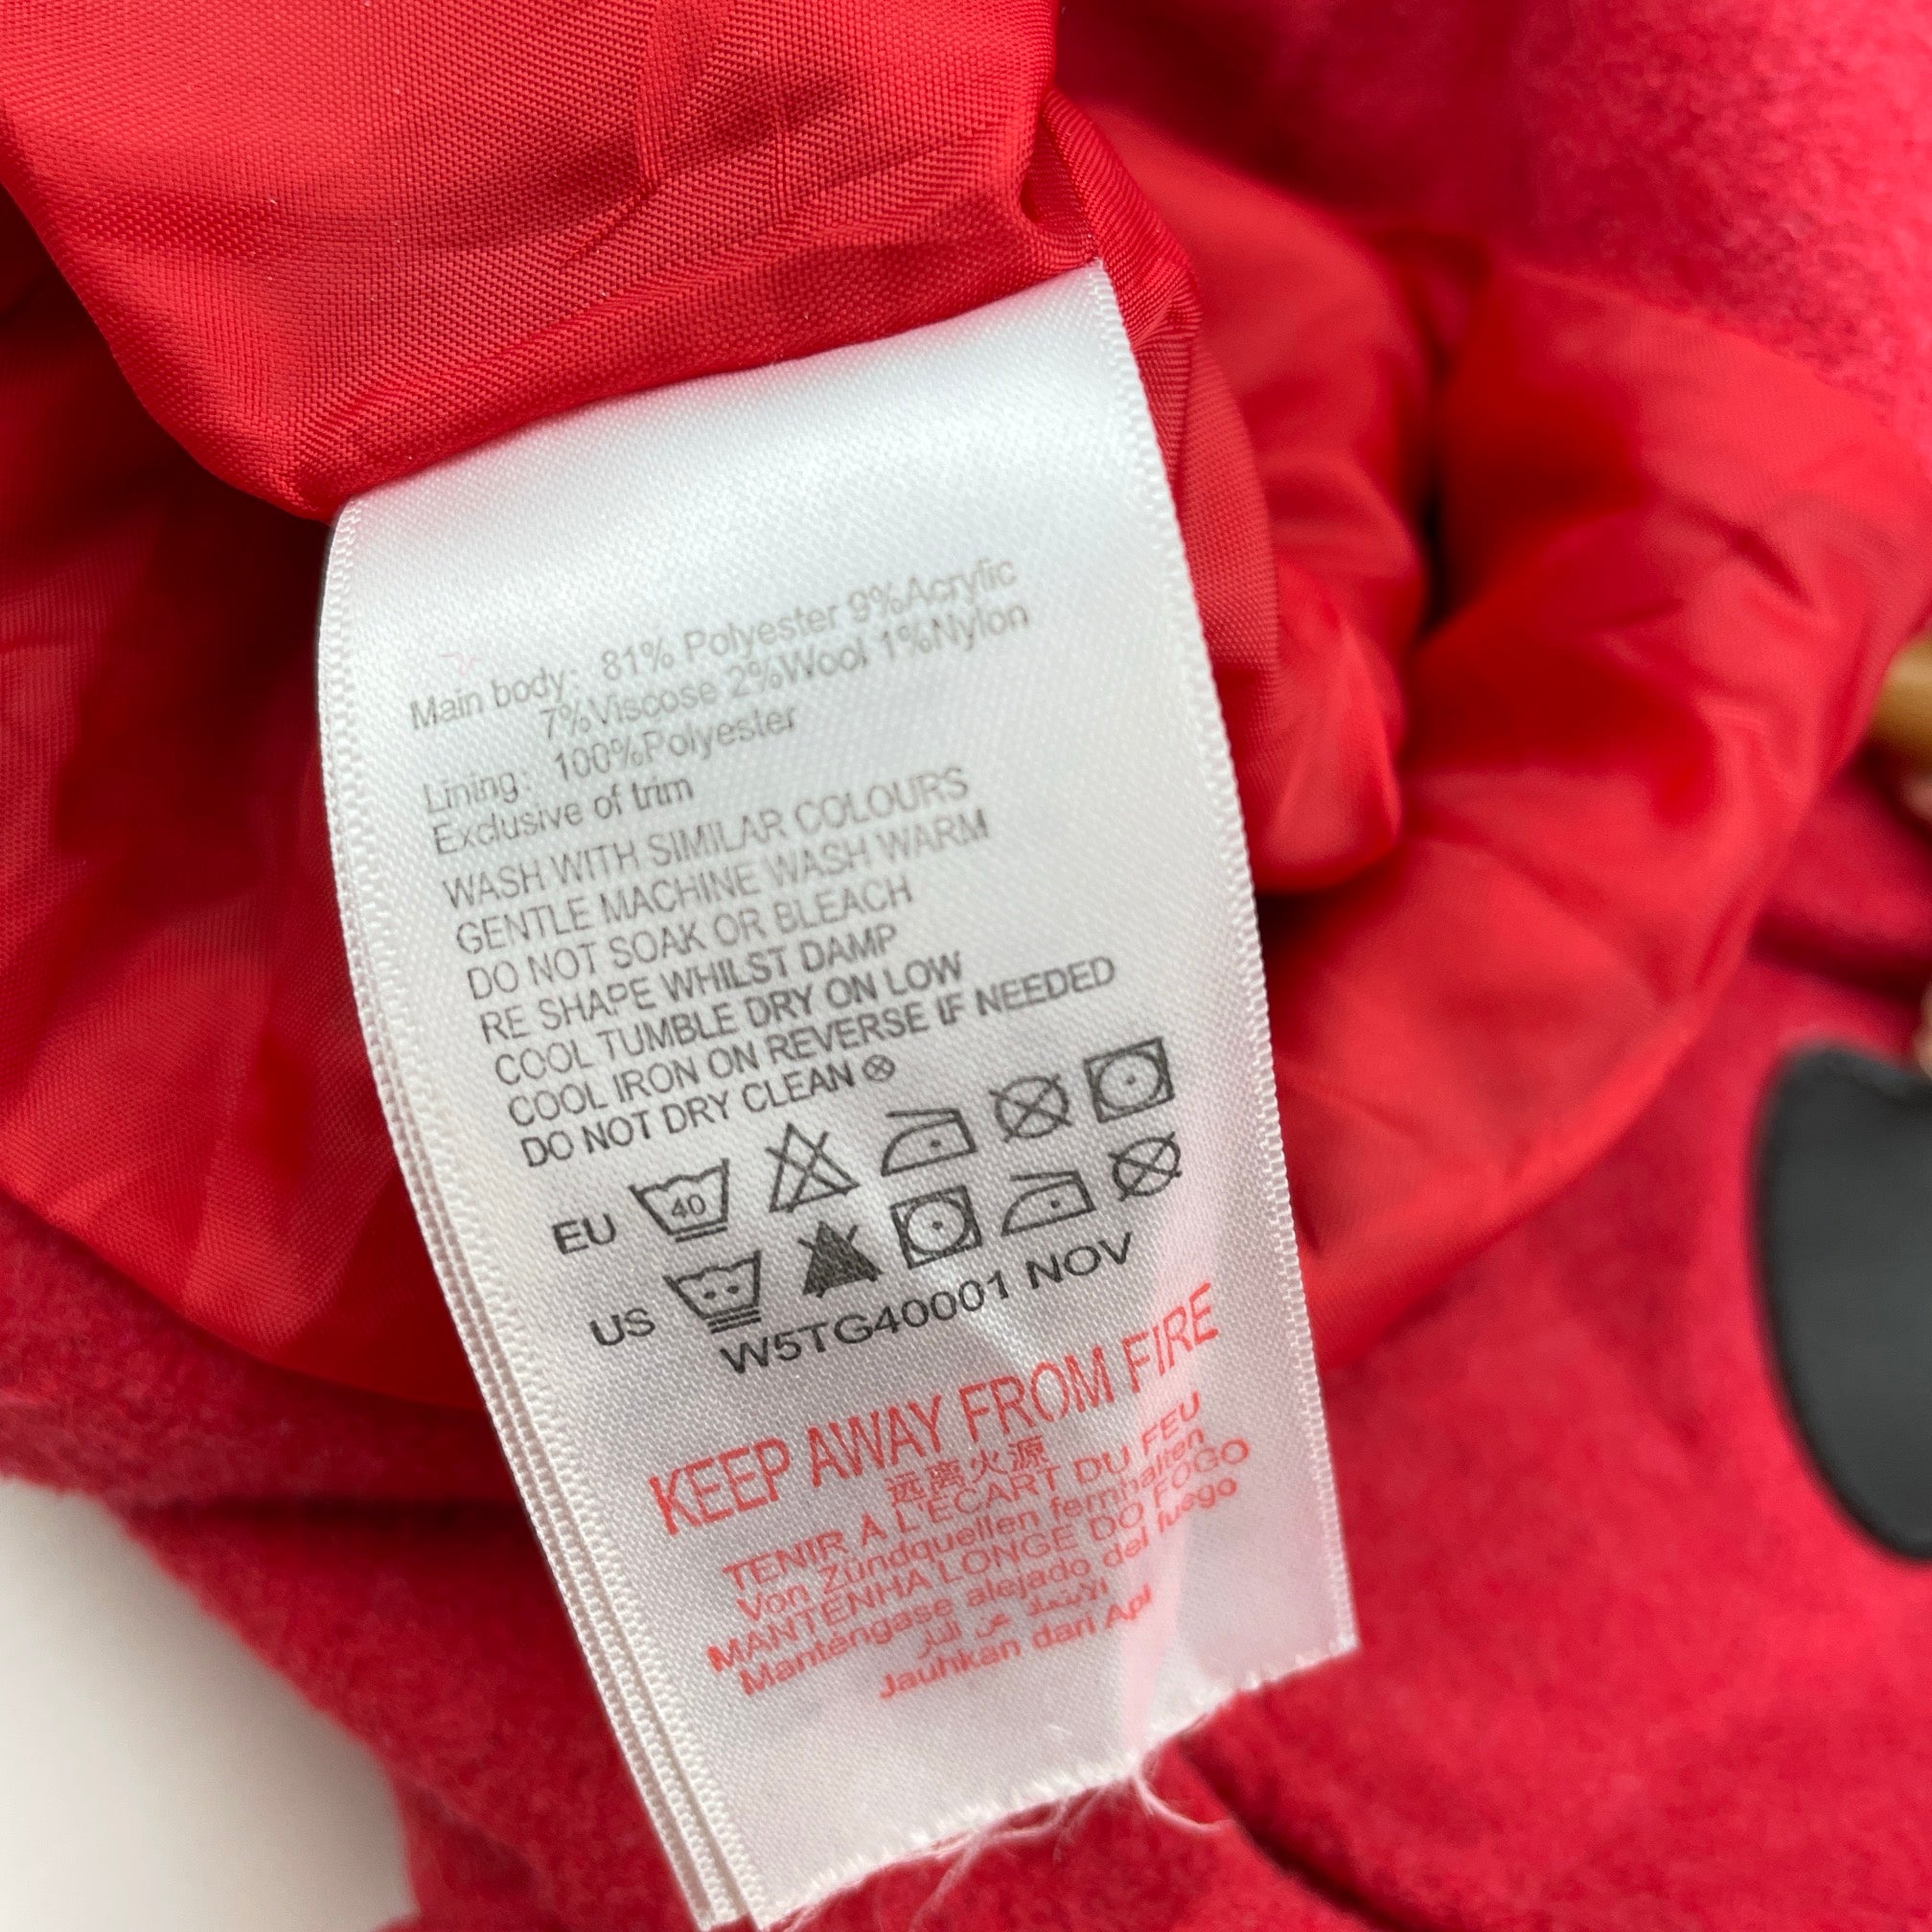 Main body: 81% Polyester 9%Acrylic
7%Viscose 2%Wool 1%Nylon
Lining: 100%Polyester
Exclusive of trim
WASH WITH SIMILAR COLOURS
GENTLE MACHINE WASH WARM
DO NOT SOAK OR BLEACH
RE SHAPE WHILST DAMP
COOL TUMBLE DRY ON LOW
COOL IRON ON REVERSE IF NEEDED
DO NOT DRY CLEAN
EU 40
US
W5TG40001 NOV
KEEP AWAY FROM FIRE
远离火源
TENIR A L'ECART DU FEU
Von Zündquellen fernhalten
MANTENHA LONGE DO FOGO
Mantengase alejado del fuego
الابتعاد عن النار
Jauhkan dari Api